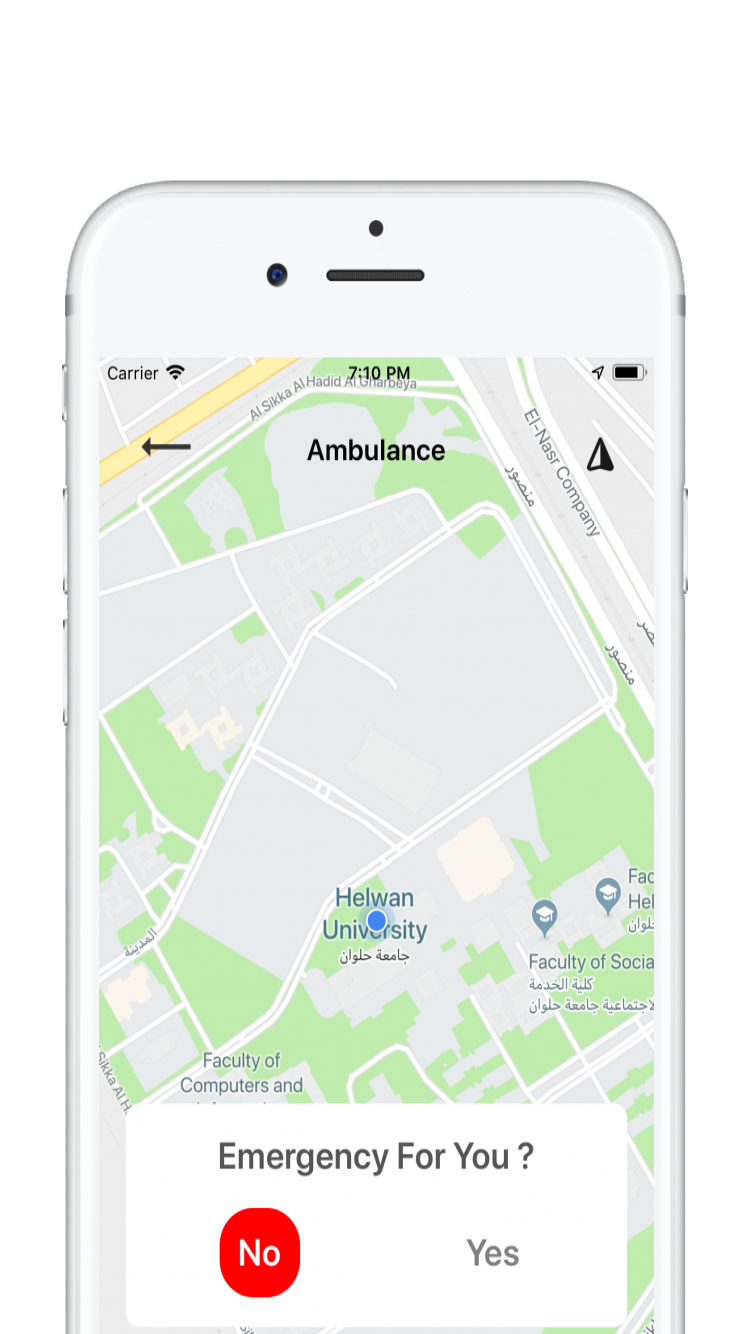 Carrier
7:10 PM
Al Sikka Al Hadid Al Gharbeya
Ambulance
El-Nasr Company
منصور
منصور
Helwan
University
جامعة حلوان
Fac
Hel
حلوان
Faculty of Socia
كلية الخدمة
لاجتماعية جامعة حلوان
المدينة
Faculty of
Computers and
Sikka Al H
Emergency For You ?
No
Yes